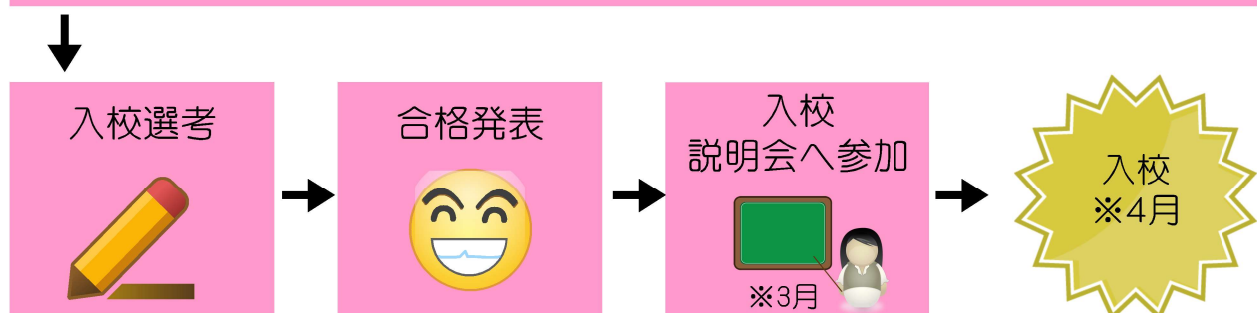 入校選考
合格発表
入校
説明会へ参加
※3月
入校
※4月